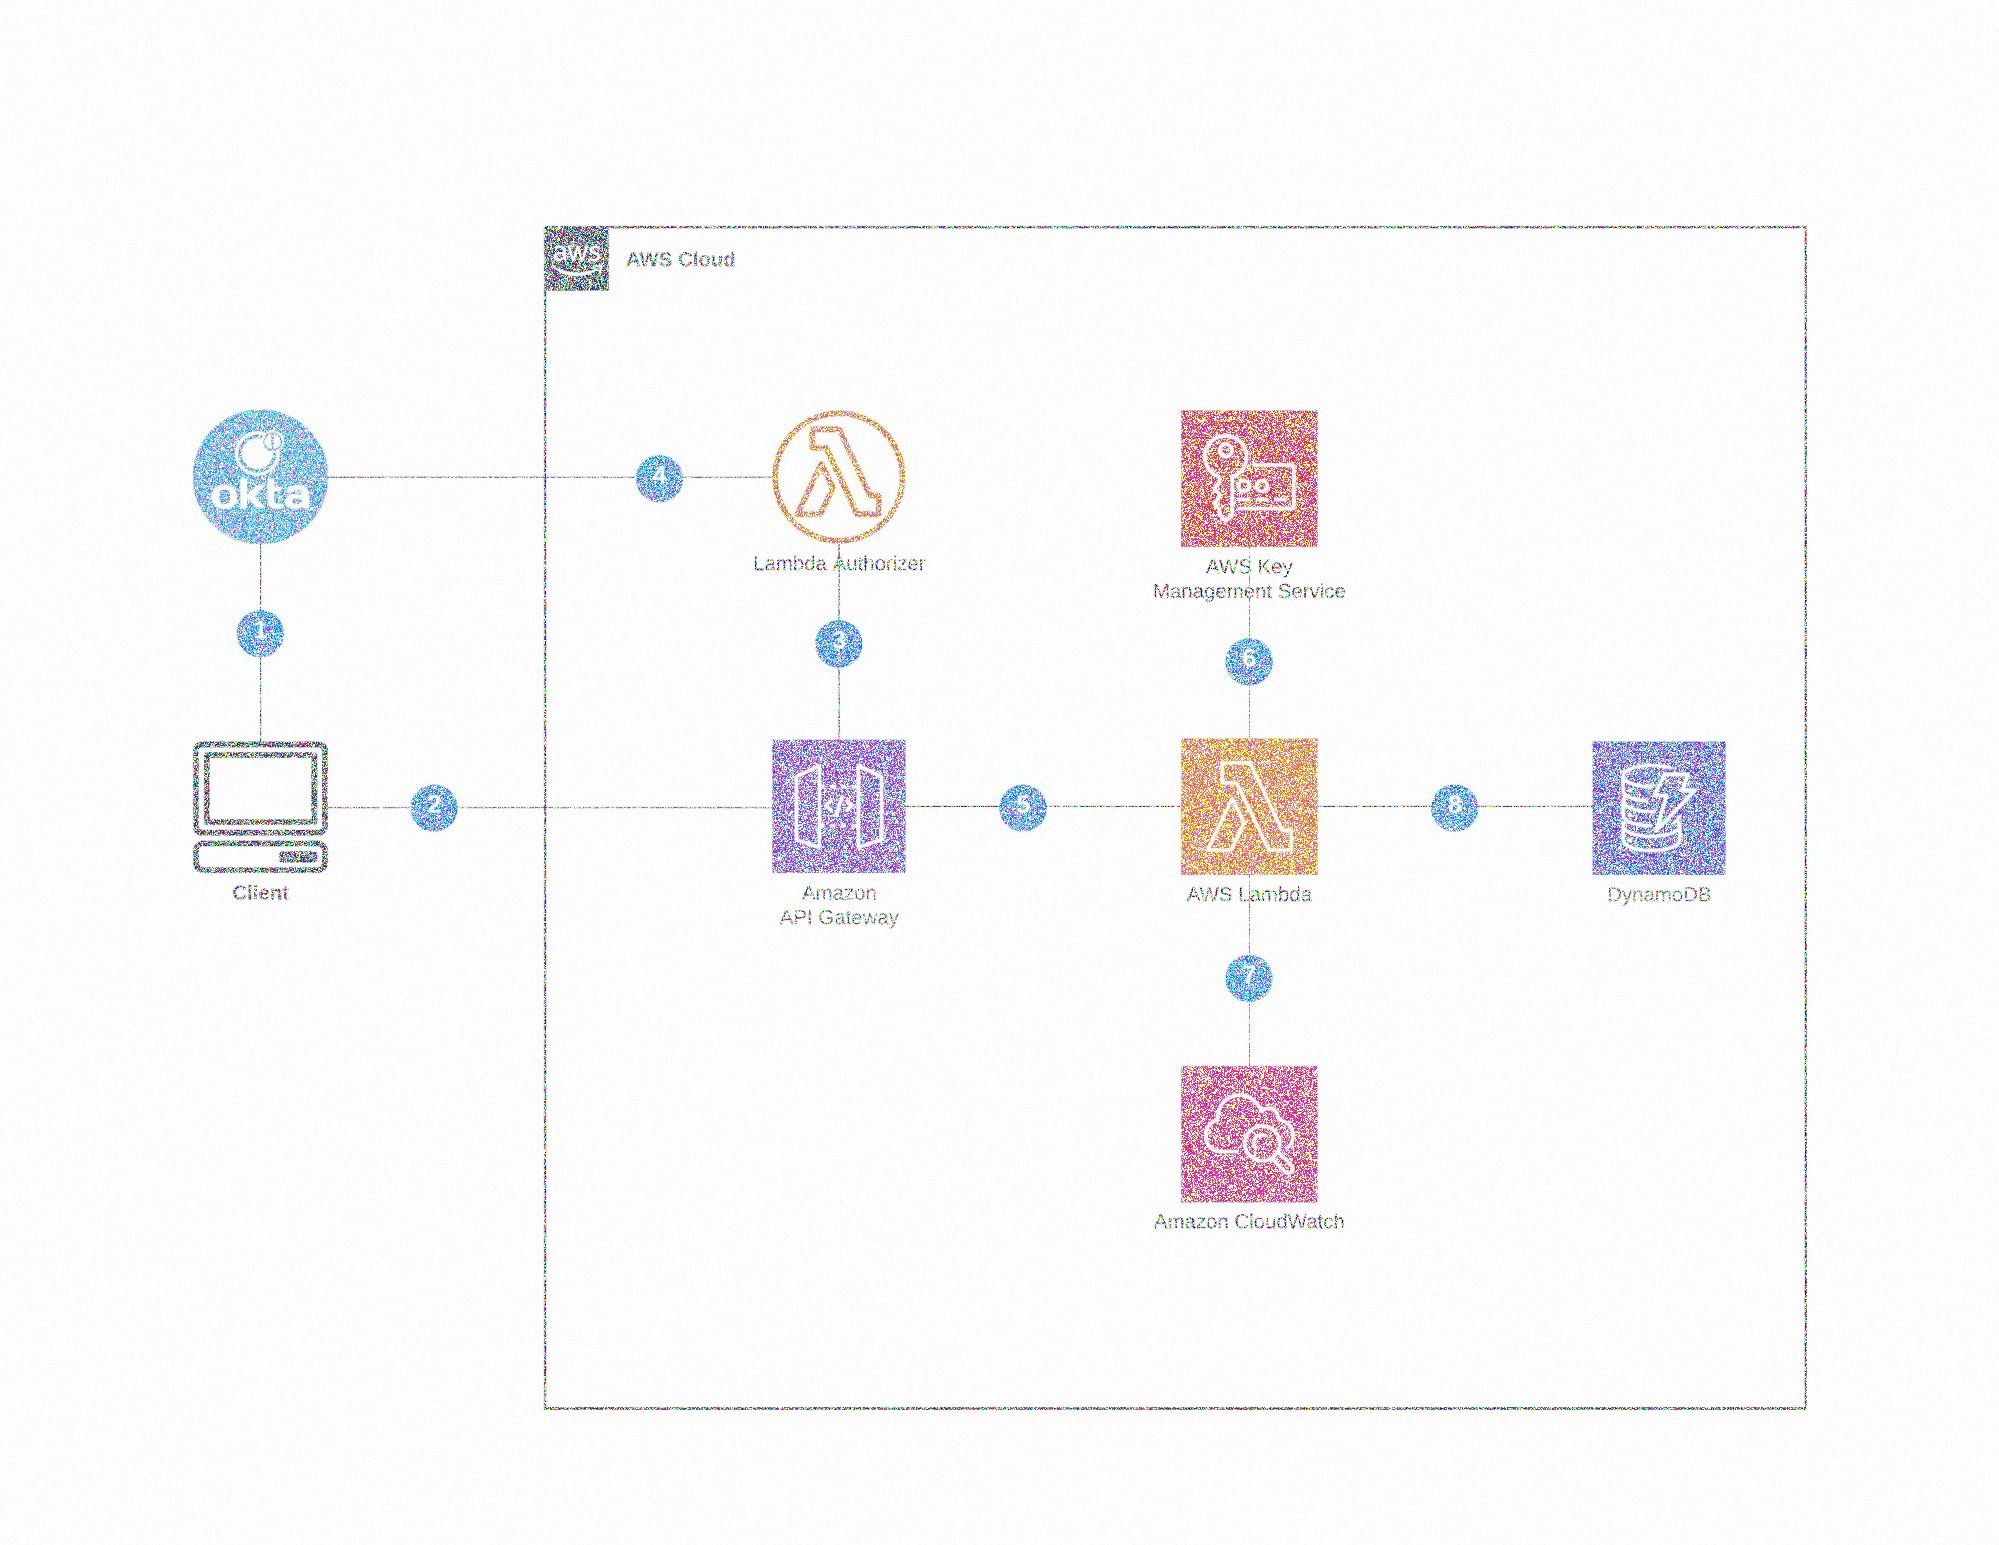 aws
AWS Cloud
okta
4
Lambda Authorizer
AWS Key
Management Service
1
3
6
2
5
8
Client
Amazon
API Gateway
AWS Lambda
DynamoDB
7
Amazon CloudWatch